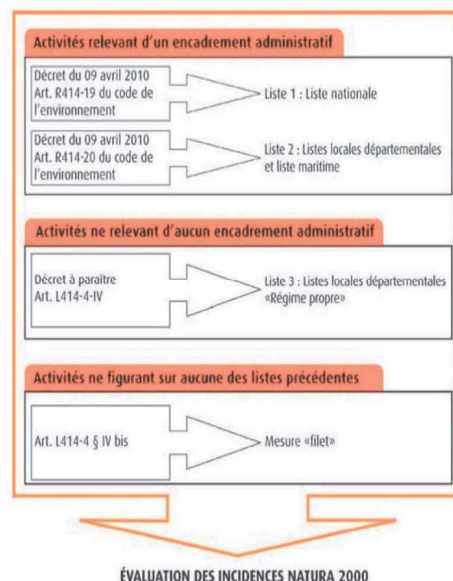 Activités relevant d'un encadrement administratif
Décret du 09 avril 2010
Art. R414-19 du code de
l'environnement
Liste 1 : Liste nationale
Décret du 09 avril 2010
Art. R414-20 du code de
l'environnement
Liste 2 : Listes locales départementales
et liste maritime
Activités ne relevant d'aucun encadrement administratif
Décret à paraître
Art. L414-4-IV
Liste 3 : Listes locales départementales
«Régime propre»
Activités ne figurant sur aucune des listes précédentes
Art. L414-4 § IV bis
Mesure «filet»
ÉVALUATION DES INCIDENCES NATURA 2000